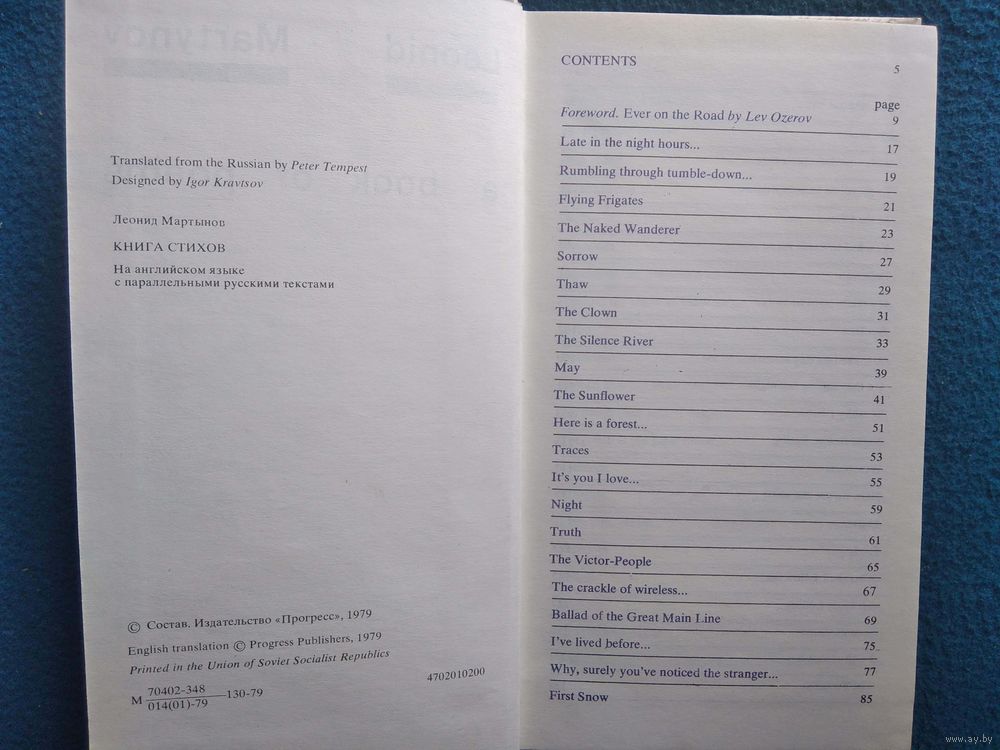 Translated from the Russian by Peter Tempest
Designed by Igor Kravtsov
Леонид Мартынов
КНИГА СТИХОВ
На английском языке
с параллельными русскими текстами
© Состав. Издательство «Прогресс», 1979
English translation © Progress Publishers, 1979
Printed in the Union of Soviet Socialist Republics
4702010200
М 70402-348
014(01)-79 —130-79
CONTENTS 5
page
Foreword. Ever on the Road by Lev Ozerov 9
Late in the night hours... 17
Rumbling through tumble-down... 19
Flying Frigates 21
The Naked Wanderer 23
Sorrow 27
Thaw 29
The Clown 31
The Silence River 33
May 39
The Sunflower 41
Here is a forest... 51
Traces 53
It's you I love... 55
Night 59
Truth 61
The Victor-People 65
The crackle of wireless... 67
Ballad of the Great Main Line 69
I've lived before... 75
Why, surely you've noticed the stranger... 77
First Snow 85
Leonid
Martynov
a book
www.ay.by